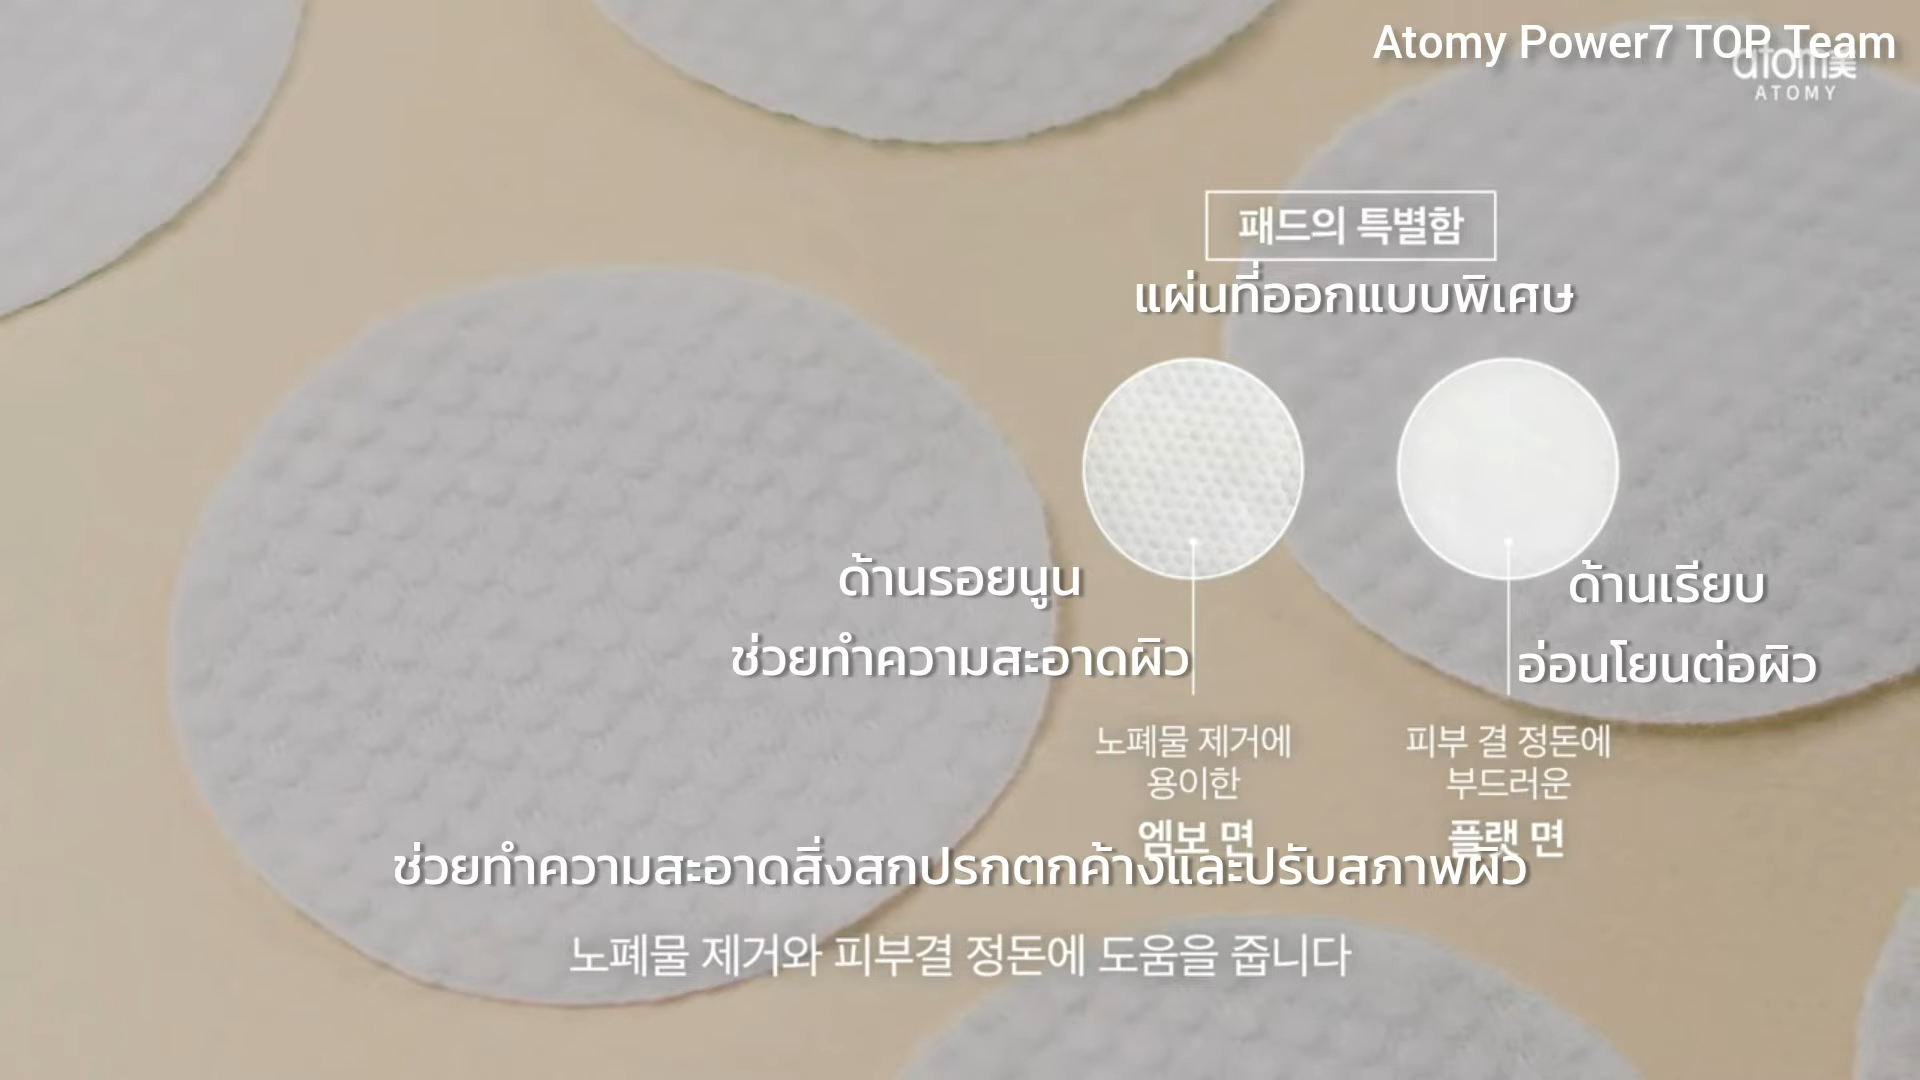 Atomy Power7 TOP Team
atom美
ATOMY
패드의 특별함
แผ่นที่ออกแบบพิเศษ
ด้านรอยนูน
ช่วยทำความสะอาดผิว
ด้านเรียบ
อ่อนโยนต่อผิว
노폐물 제거에
용이한
엠보 면
피부 결 정돈에
부드러운
플랫 면
ช่วยทำความสะอาดสิ่งสกปรกตกค้างและปรับสภาพผิว
노폐물 제거와 피부결 정돈에 도움을 줍니다